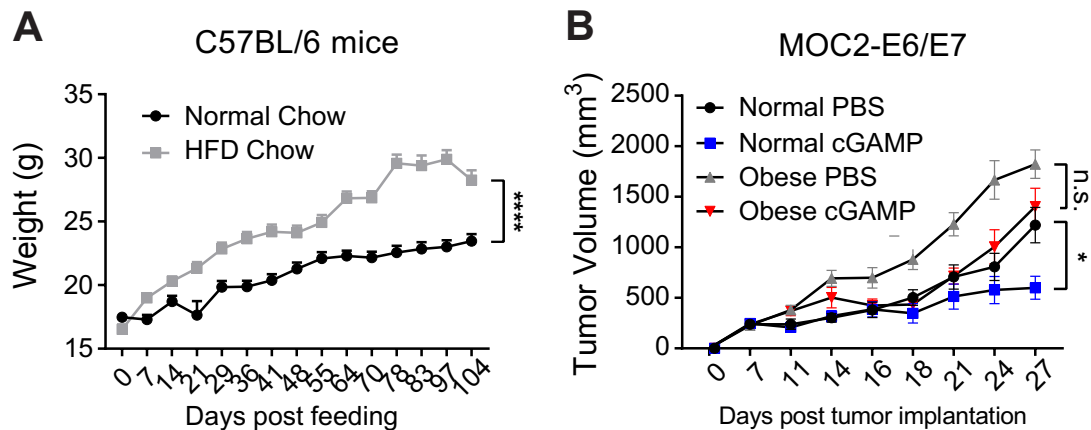 A
C57BL/6 mice
35
30
25
20
15
Weight (g)
Normal Chow
HFD Chow
****
0 7 14 21 29 36 41 48 55 64 70 78 83 97 104
Days post feeding
B
MOC2-E6/E7
2500
2000
1500
1000
500
0
Tumor Volume (mm³)
Normal PBS
Normal cGAMP
Obese PBS
Obese cGAMP
n.s.
*
0 7 11 14 16 18 21 24 27
Days post tumor implantation